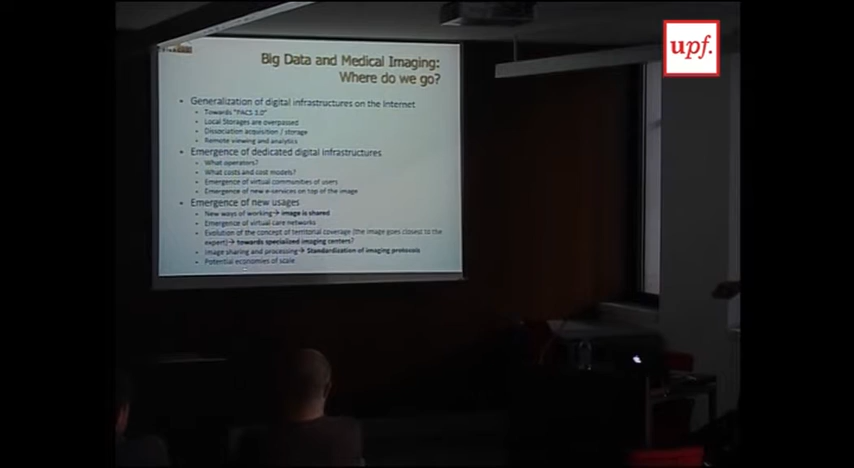 upf.
Big Data and Medical Imaging:
Where do we go?
• Generalization of digital infrastructures on the Internet
• Towards "PACS 3.0"
• Local Storages are overpassed
• Dissociation acquisition / storage
• Remote viewing and analytics
• Emergence of dedicated digital infrastructures
• What operators?
• What costs and cost models?
• Emergence of virtual communities of users
• Emergence of new e-services on top of the image
• Emergence of new usages
• New ways of working→ image is shared
• Emergence of virtual care networks
• Evolution of the concept of territorial coverage (the image goes closest to the
expert)→ towards specialized imaging centers?
• Image sharing and processing→ Standardization of imaging protocols
• Potential economies of scale